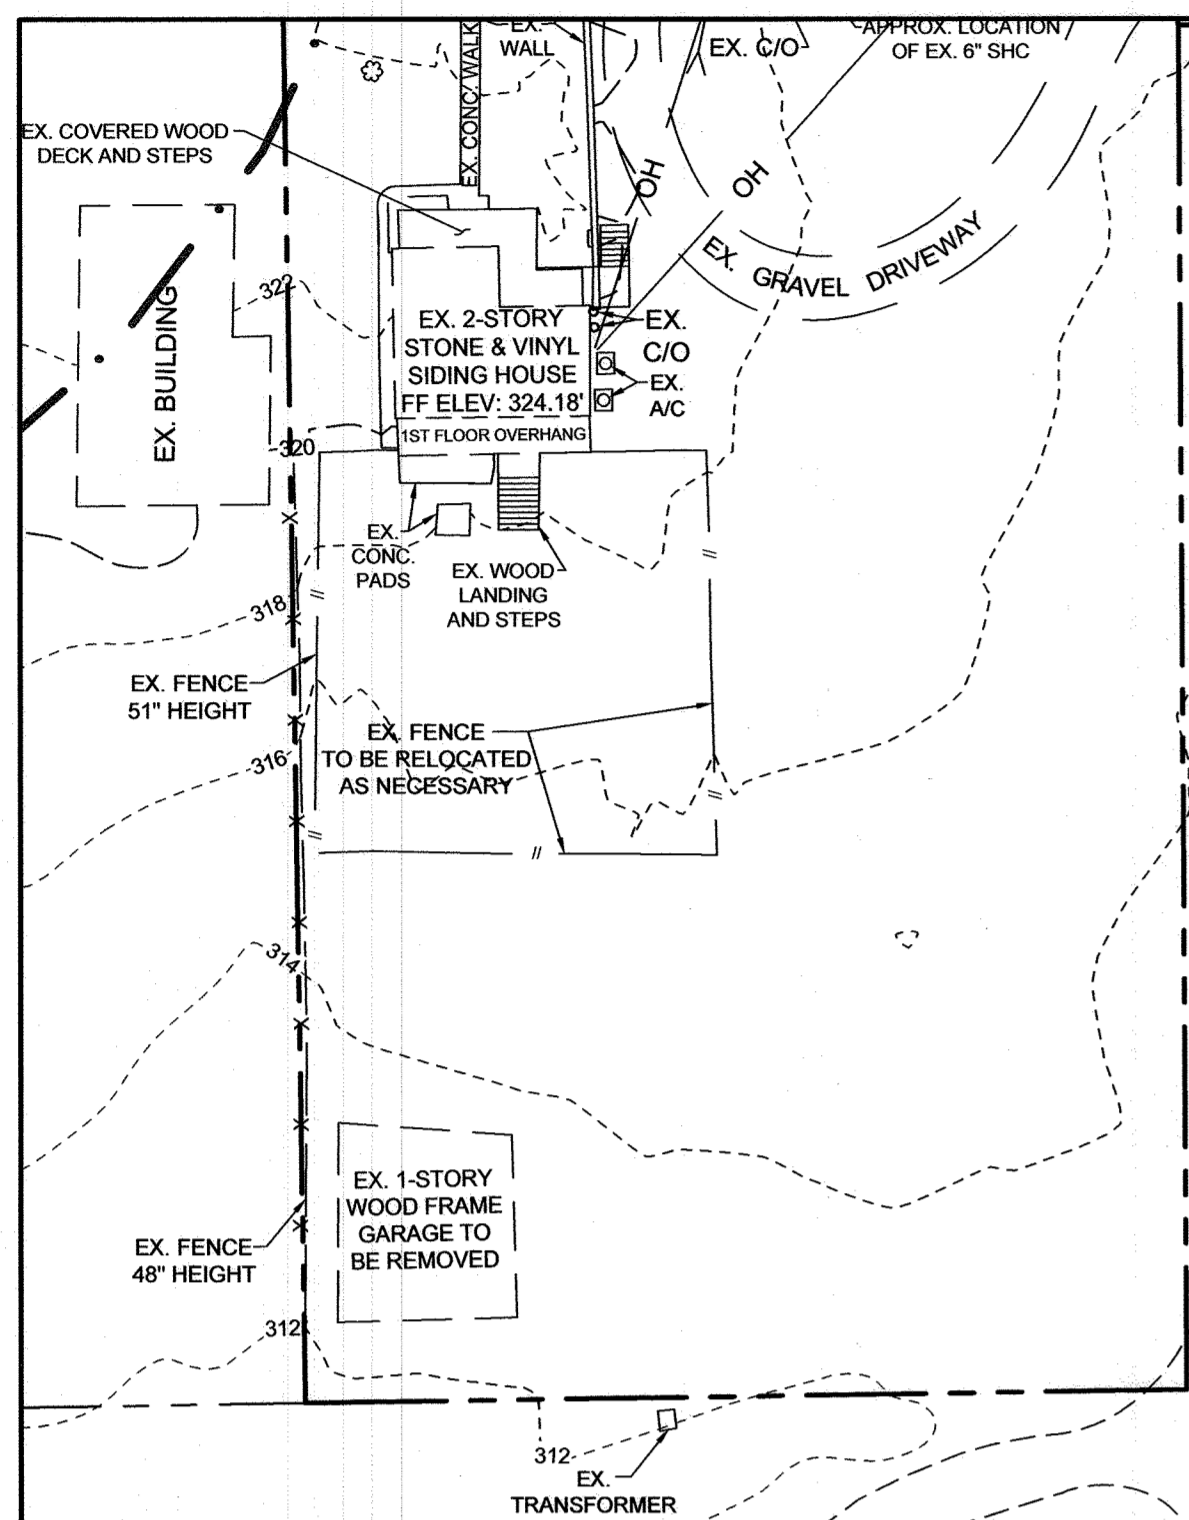 EX.
WALL
EX. CONC. WALK
EX. C/O
APPROX. LOCATION
OF EX. 6" SHC
EX. COVERED WOOD
DECK AND STEPS
OH
OH
EX. GRAVEL DRIVEWAY
322
EX. BUILDING
EX. 2-STORY
STONE & VINYL
SIDING HOUSE
FF ELEV: 324.18'
1ST FLOOR OVERHANG
EX.
C/O
EX.
A/C
320
EX.
CONC.
PADS
EX. WOOD
LANDING
AND STEPS
318
EX. FENCE
51" HEIGHT
316
EX. FENCE
TO BE RELOCATED
AS NECESSARY
314
EX. 1-STORY
WOOD FRAME
GARAGE TO
BE REMOVED
EX. FENCE
48" HEIGHT
312
312
EX.
TRANSFORMER